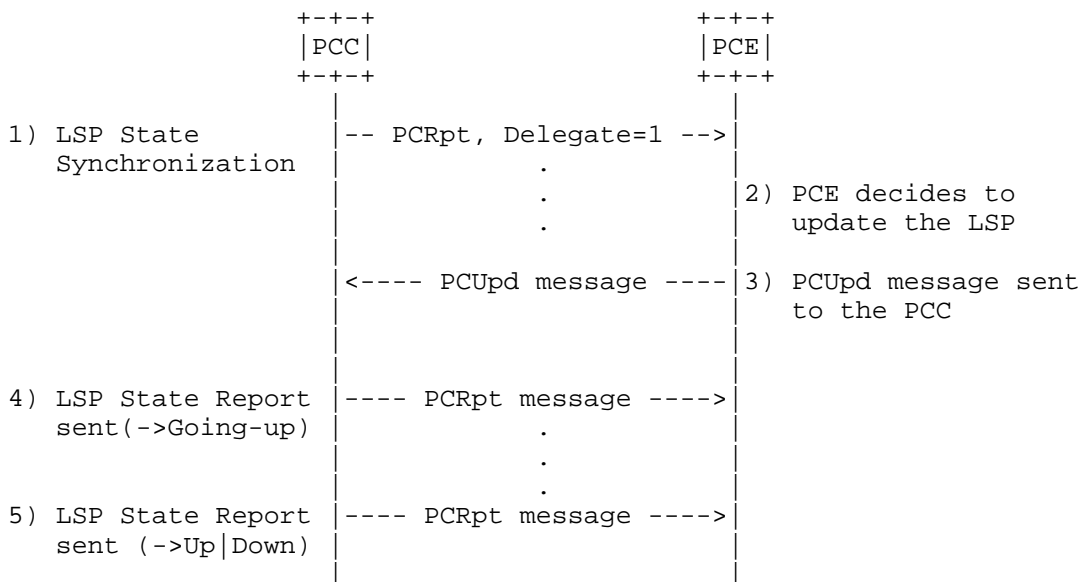 +-+-+ +-+-+
|PCC| |PCE|
+-+-+ +-+-+
| |
1) LSP State |-- PCRpt, Delegate=1 -->|
Synchronization | . |
| . |2) PCE decides to
| . | update the LSP
| |
|<---- PCUpd message ----|3) PCUpd message sent
| | to the PCC
| |
| |
4) LSP State Report |---- PCRpt message ---->|
sent(->Going-up) | . |
| . |
| . |
5) LSP State Report |---- PCRpt message ---->|
sent (->Up|Down) | |
| |